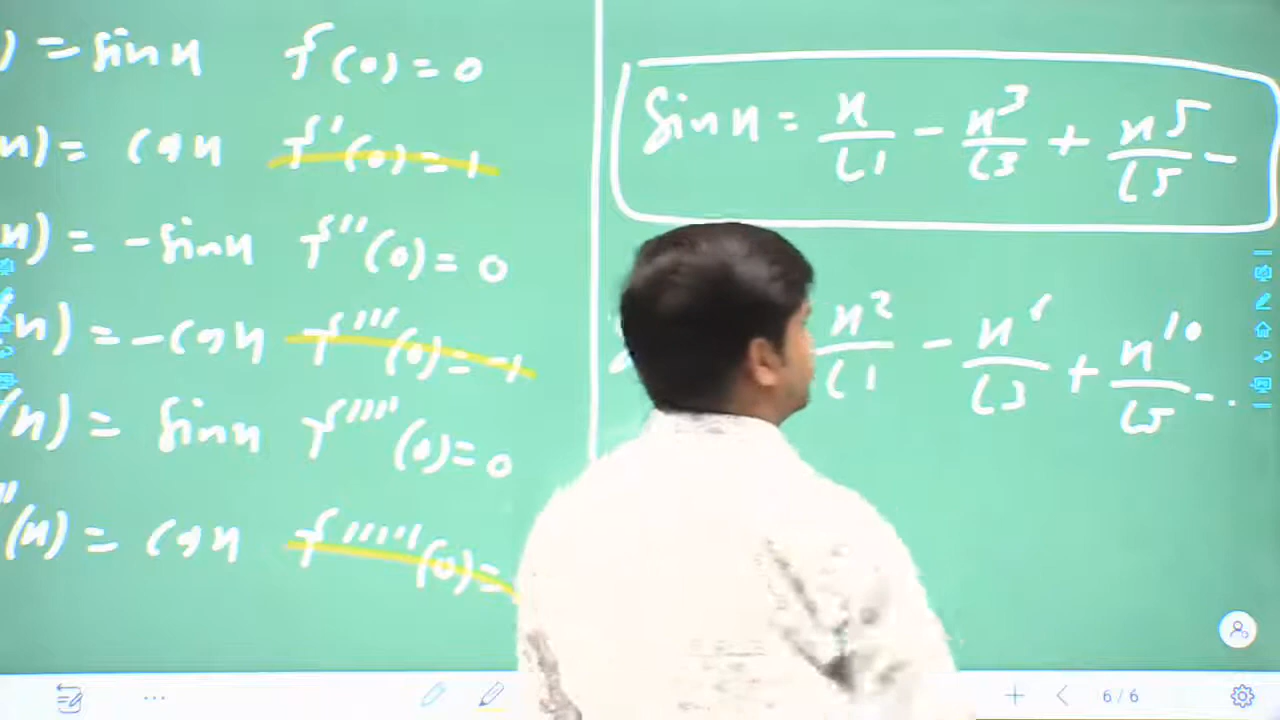 ) = sin x f(0) = 0
x) = cos x f'(0) = 1
x) = -sin x f''(0) = 0
(x) = -cos x f'''(0) = -1
(x) = sin x f''''(0) = 0
(x) = cos x f'''''(0) =
sin x = x/⌊1 - x³/⌊3 + x⁵/⌊5 -
x²/⌊1 - x⁶/⌊3 + x¹⁰/⌊5 - .
6/6